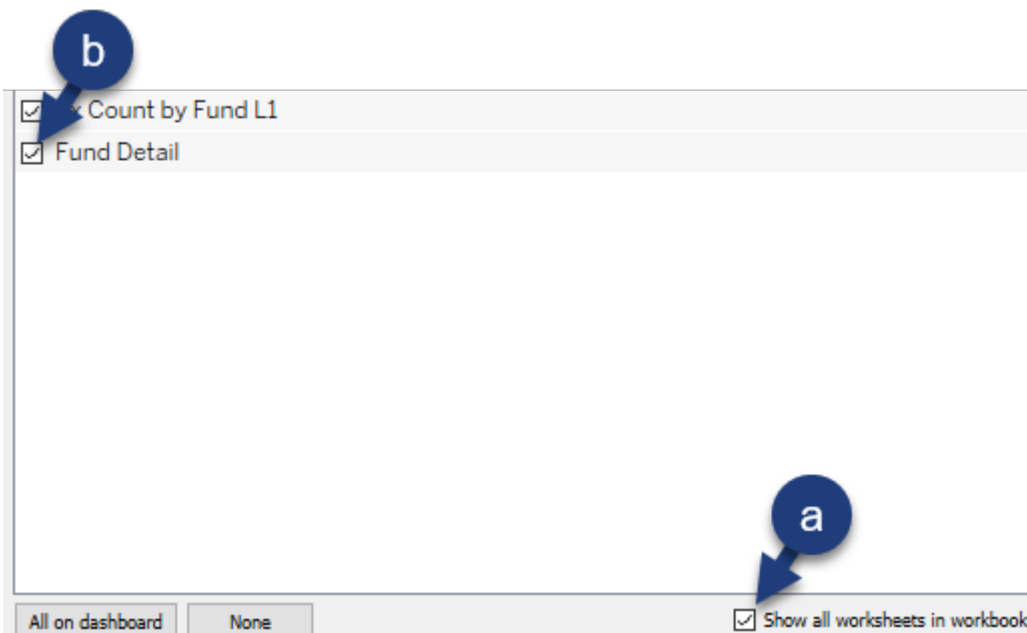 b
Count by Fund L1
Fund Detail
a
All on dashboard None Show all worksheets in workbook